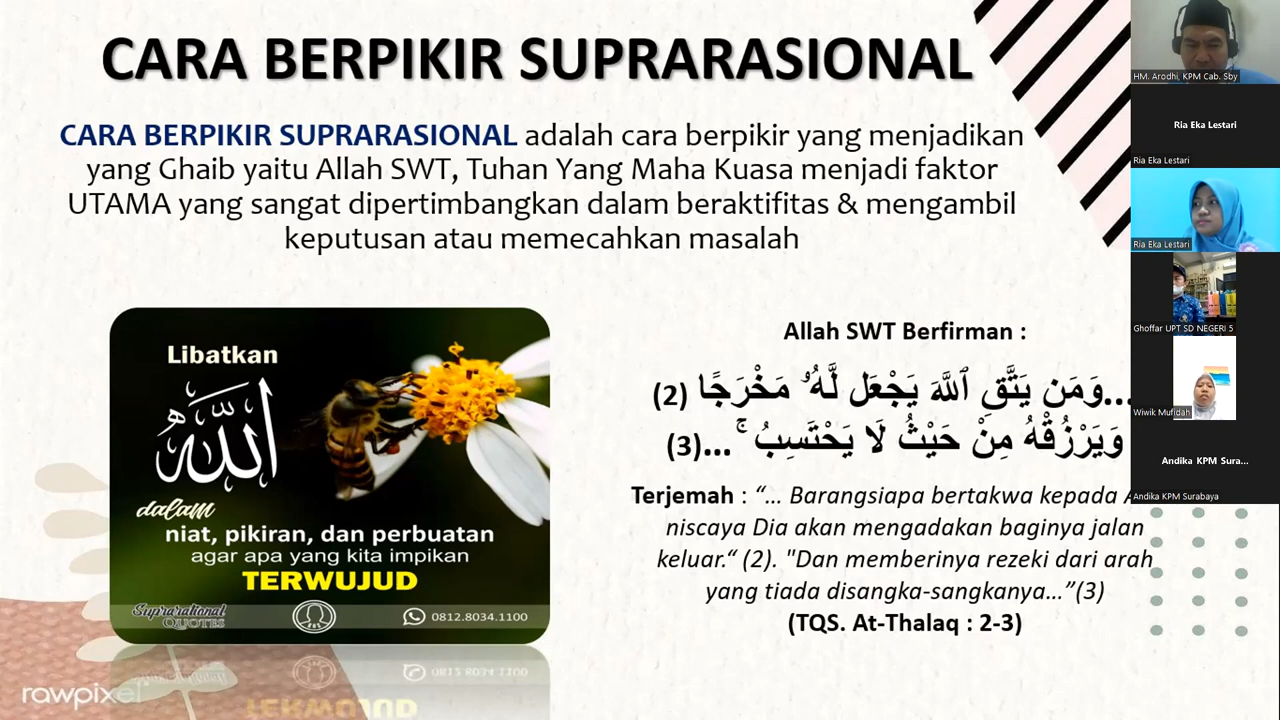 CARA BERPIKIR SUPRARASIONAL
CARA BERPIKIR SUPRARASIONAL adalah cara berpikir yang menjadikan
yang Ghaib yaitu Allah SWT, Tuhan Yang Maha Kuasa menjadi faktor
UTAMA yang sangat dipertimbangkan dalam beraktifitas & mengambil
keputusan atau memecahkan masalah
Libatkan
الله
dalam
niat, pikiran, dan perbuatan
agar apa yang kita impikan
TERWUJUD
Suprarational
QUOTES
0812.8034.1100
Allah SWT Berfirman :
...وَمَن يَتَّقِ ٱللَّهَ يَجْعَل لَّهُۥ مَخْرَجًا (2)
وَيَرْزُقْهُ مِنْ حَيْثُ لَا يَحْتَسِبُ ۚ ...(3)
Terjemah : “... Barangsiapa bertakwa kepada
niscaya Dia akan mengadakan baginya jalan
keluar.“ (2). "Dan memberinya rezeki dari arah
yang tiada disangka-sangkanya...”(3)
(TQS. At-Thalaq : 2-3)
rawpixel
HM. Arodhi, KPM Cab. Sby
Ria Eka Lestari
Ria Eka Lestari
Ria Eka Lestari
Ghoffar UPT SD NEGERI 5
Wiwik Mufidah
Andika KPM Sura...
Andika KPM Surabaya